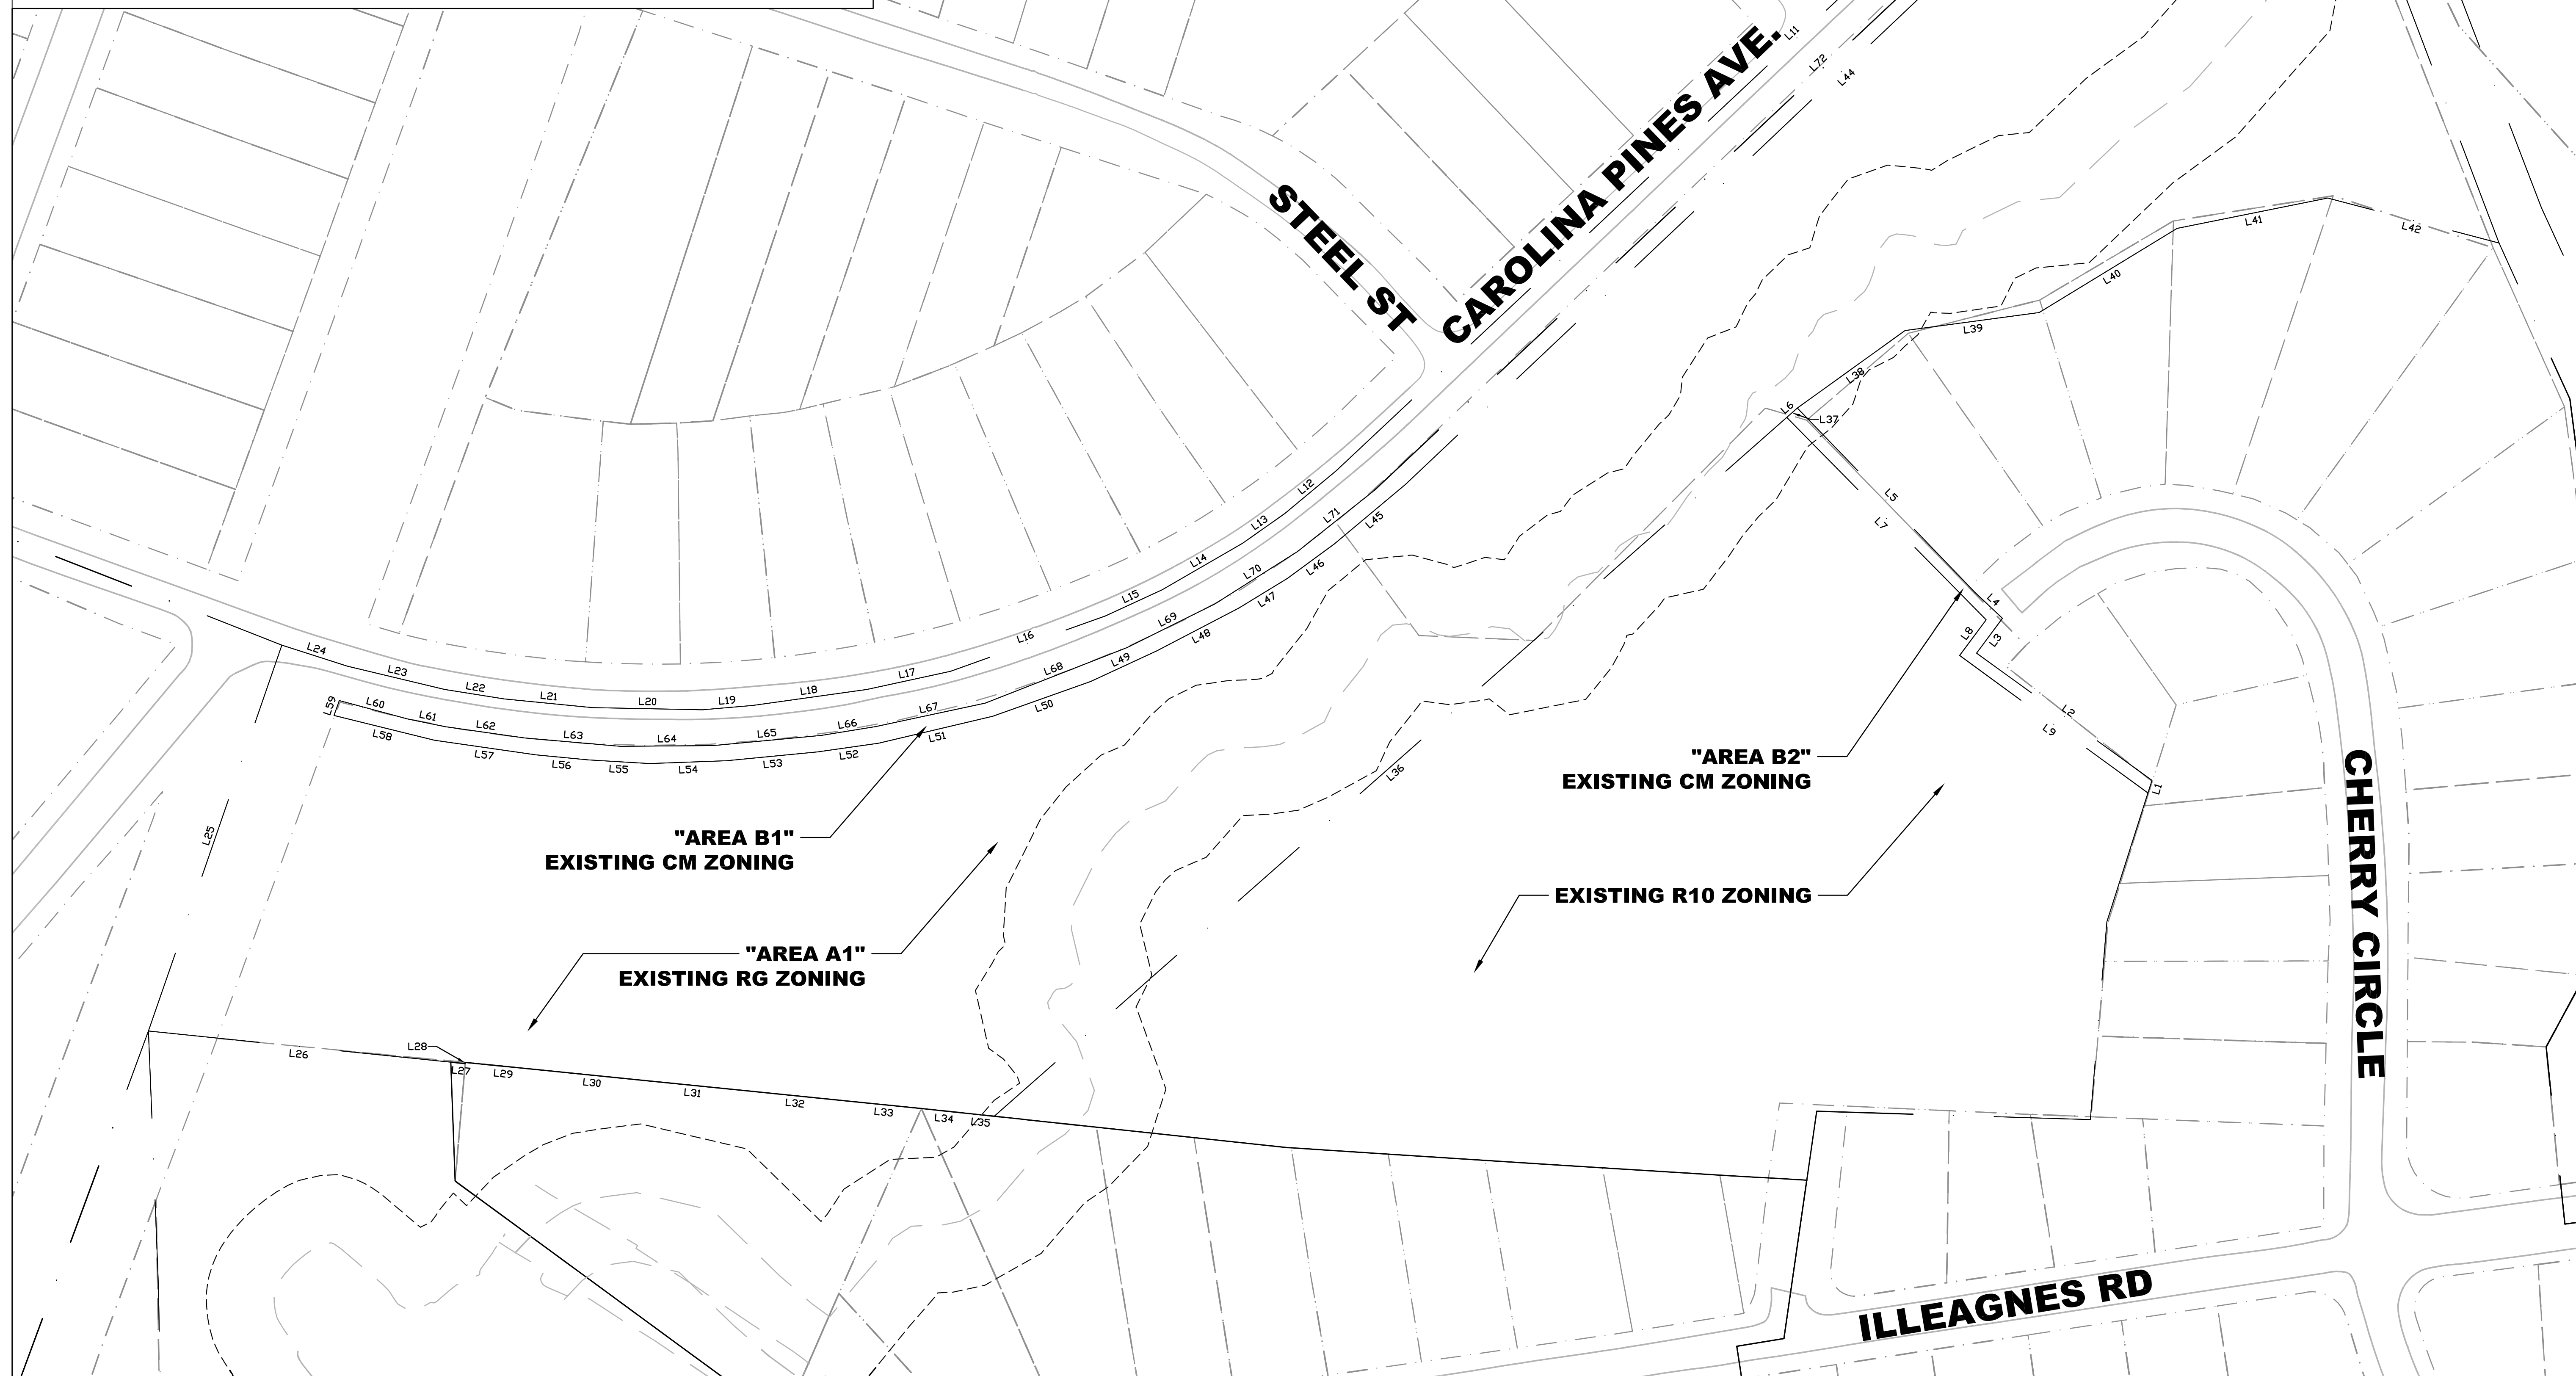 L11
L72
L44
CAROLINA PINES AVE.
STEEL ST
L41
L42
L40
L39
L38
L6
L37
L5
L7
L12
L13
L71
L45
L14
L46
L15
L70
L47
L16
L69
L48
L4
L8
L3
L24
L23
L22
L21
L20
L19
L18
L17
L68
L49
L59
L60
L61
L62
L63
L64
L65
L66
L67
L50
L58
L57
L56
L55
L54
L53
L52
L51
L2
L9
L1
L36
L25
"AREA B2"
EXISTING CM ZONING
"AREA B1"
EXISTING CM ZONING
EXISTING R10 ZONING
"AREA A1"
EXISTING RG ZONING
CHERRY CIRCLE
L28
L26
L27
L29
L30
L31
L32
L33
L34
L35
ILLEAGNES RD